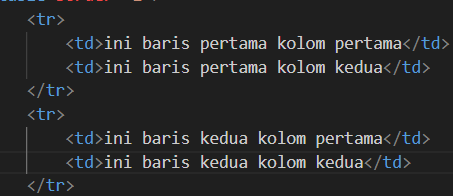 <tr>
<td>ini baris pertama kolom pertama</td>
<td>ini baris pertama kolom kedua</td>
</tr>
<tr>
<td>ini baris kedua kolom pertama</td>
<td>ini baris kedua kolom kedua</td>
</tr>